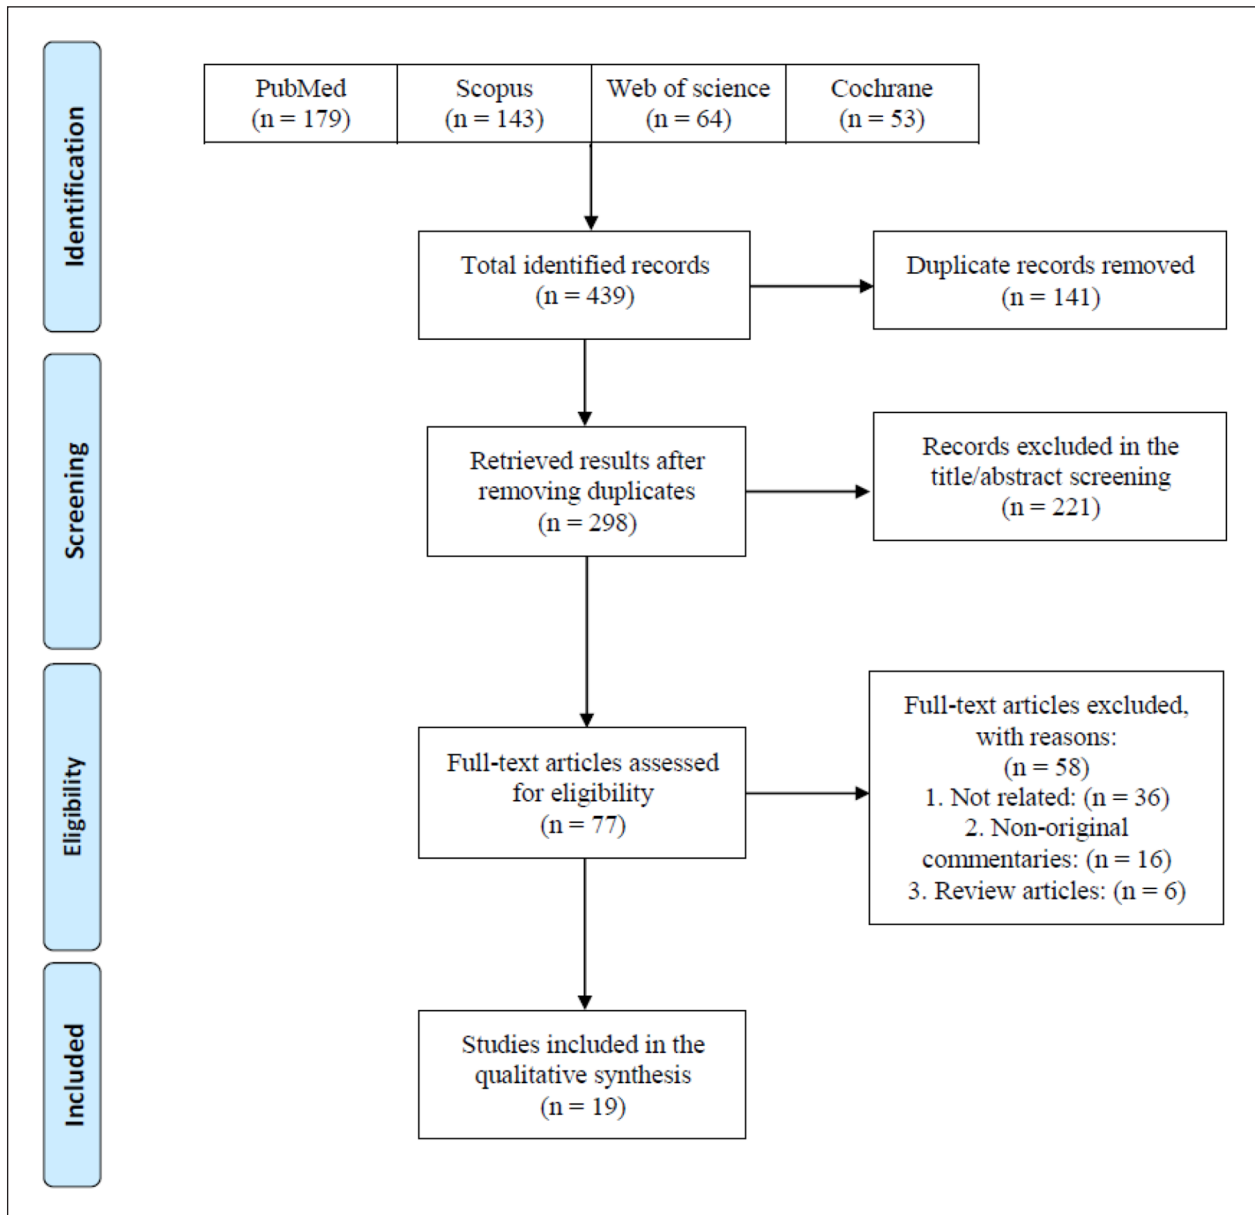 Identification
PubMed
(n = 179)
Scopus
(n = 143)
Web of science
(n = 64)
Cochrane
(n = 53)
Total identified records
(n = 439)
Duplicate records removed
(n = 141)
Screening
Retrieved results after
removing duplicates
(n = 298)
Records excluded in the
title/abstract screening
(n = 221)
Eligibility
Full-text articles assessed
for eligibility
(n = 77)
Full-text articles excluded,
with reasons:
(n = 58)
1. Not related: (n = 36)
2. Non-original
commentaries: (n = 16)
3. Review articles: (n = 6)
Included
Studies included in the
qualitative synthesis
(n = 19)